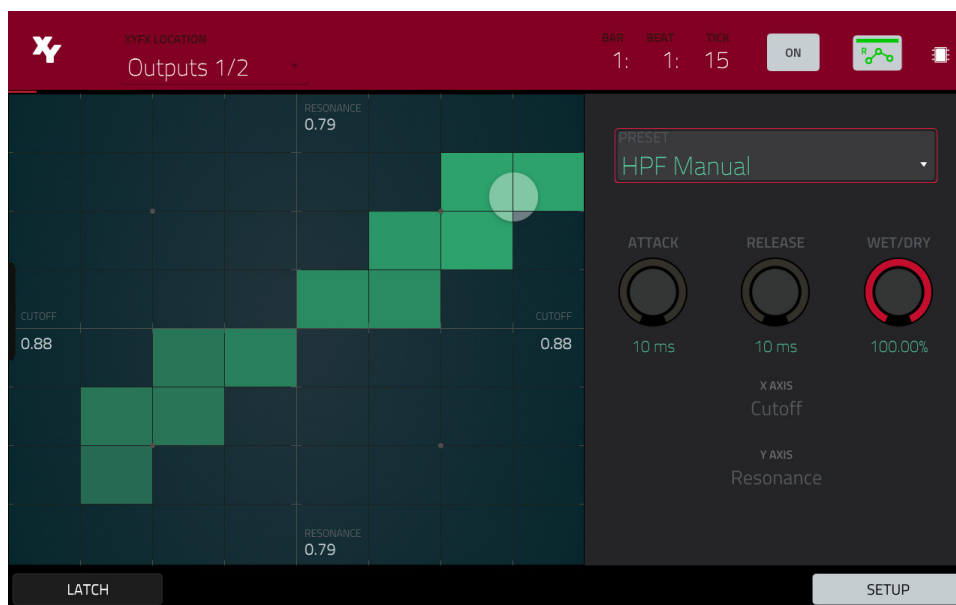 XY
XYFX LOCATION
Outputs 1/2
BAR BEAT TICK
1: 1: 15
ON
R
RESONANCE
0.79
PRESET
HPF Manual
ATTACK RELEASE WET/DRY
10 ms 10 ms 100.00%
CUTOFF CUTOFF
0.88 0.88
X AXIS
Cutoff
Y AXIS
Resonance
RESONANCE
0.79
LATCH SETUP